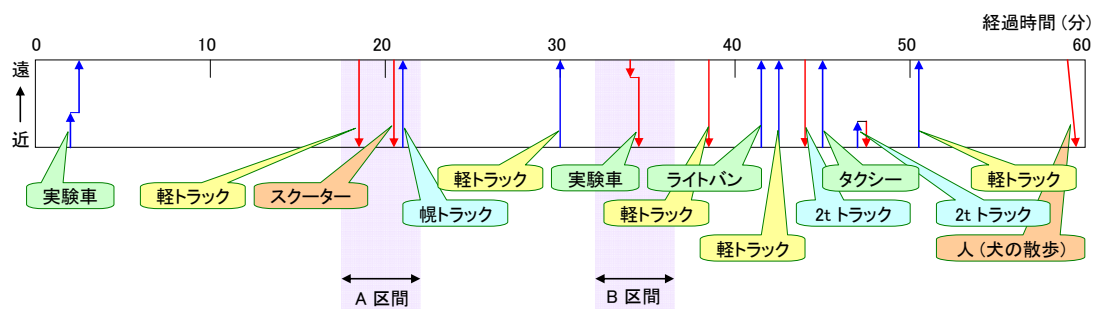 経過時間(分)
0 10 20 30 40 50 60
遠
近
実験車 軽トラック スクーター 軽トラック 実験車 ライトバン タクシー 軽トラック
幌トラック 軽トラック 2t トラック 2t トラック
軽トラック 人(犬の散歩)
A 区間 B 区間